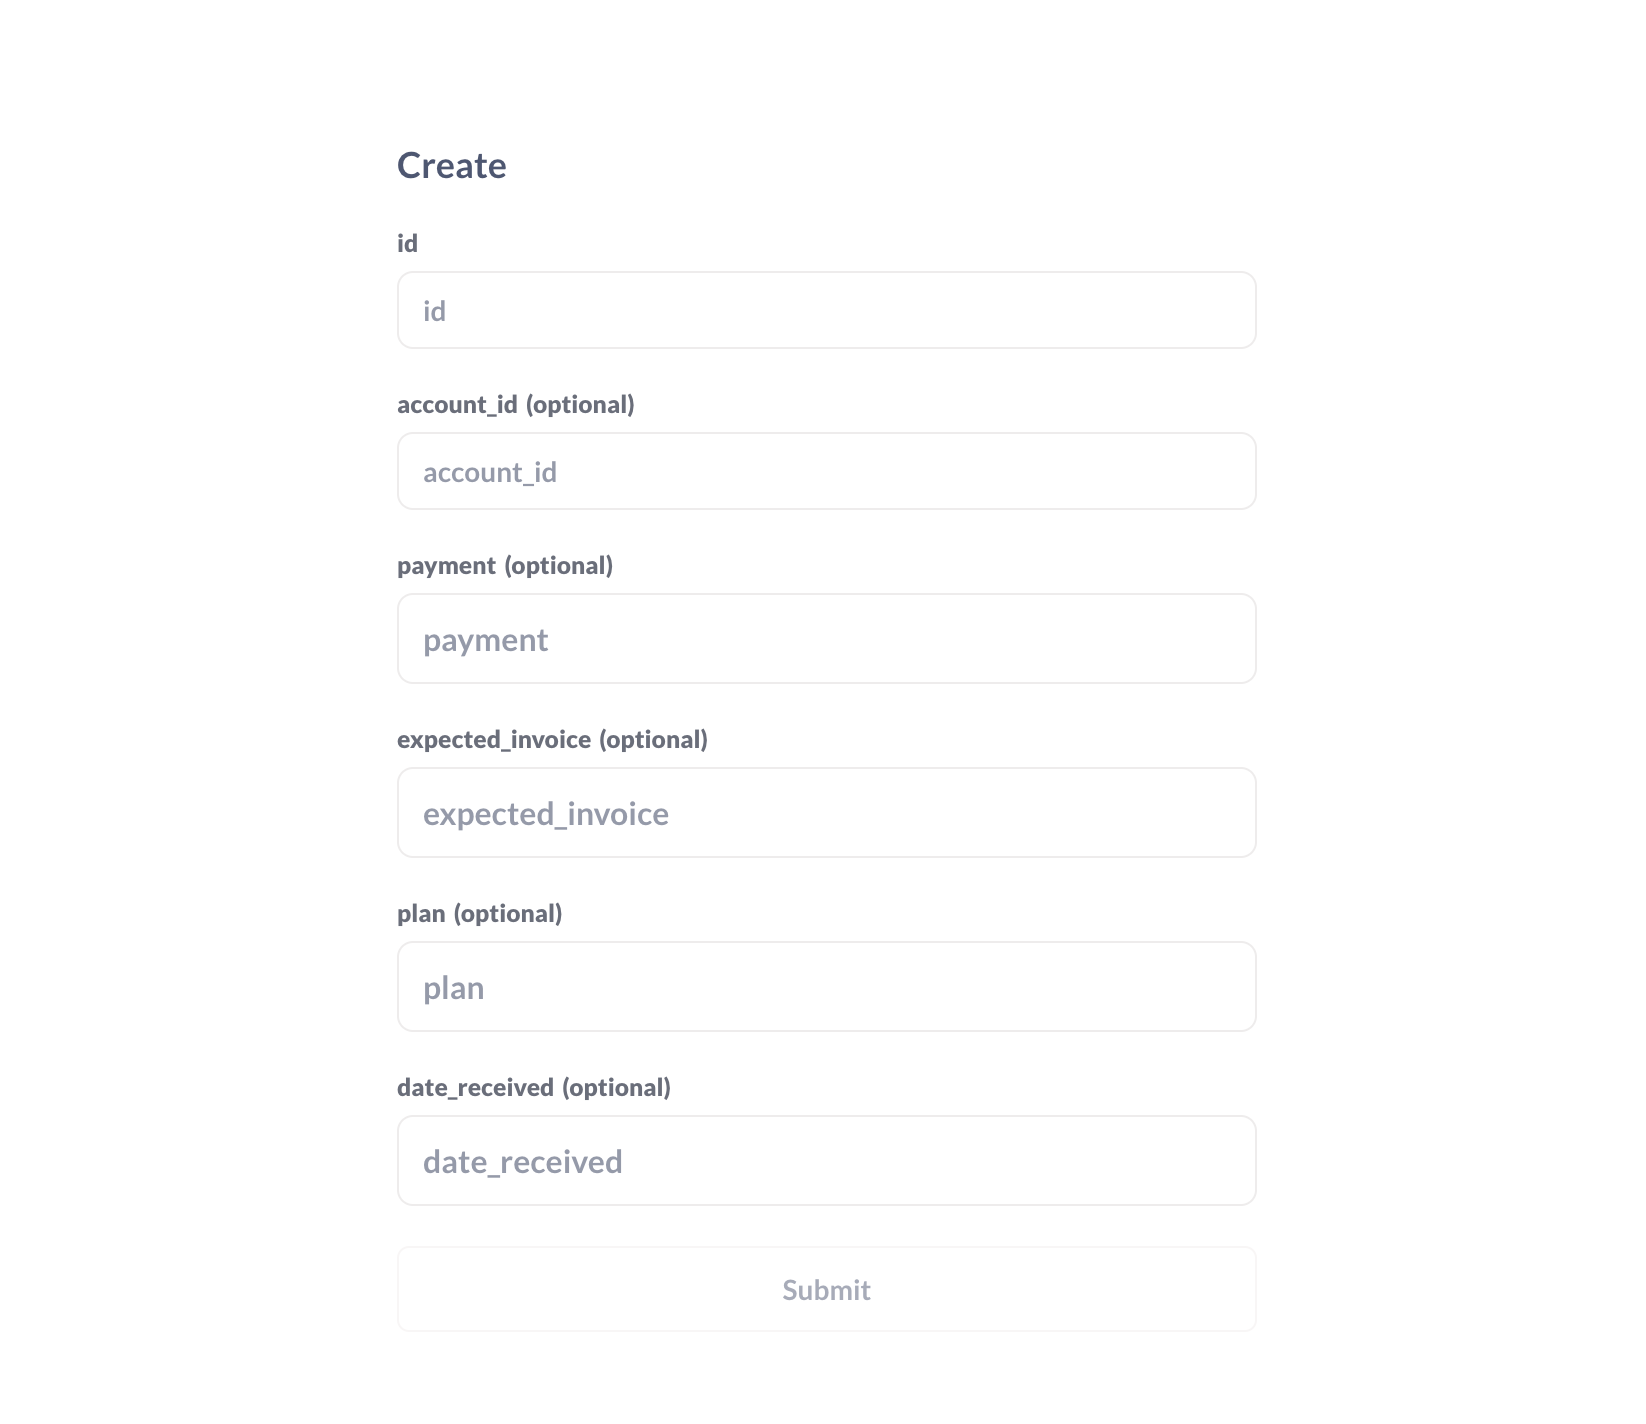 Create
id
id
account_id (optional)
account_id
payment (optional)
payment
expected_invoice (optional)
expected_invoice
plan (optional)
plan
date_received (optional)
date_received
Submit